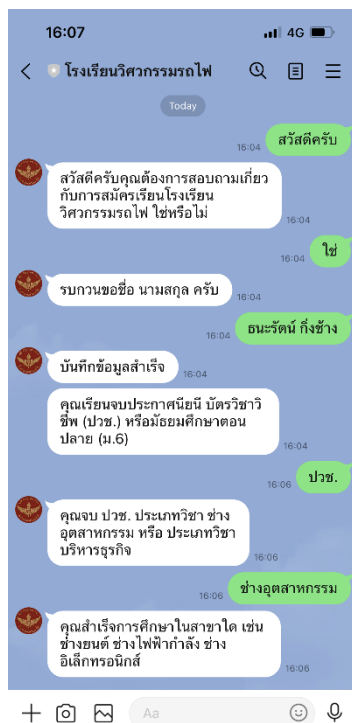 16:07
4G
โรงเรียนวิศวกรรมรถไฟ
Today
สวัสดีครับ
16:04
สวัสดีครับคุณต้องการสอบถามเกี่ยว
กับการสมัครเรียนโรงเรียน
วิศวกรรมรถไฟ ใช่หรือไม่
16:04
ใช่
16:04
รบกวนขอชื่อ นามสกุล ครับ
16:04
ธนะรัตน์ กิ่งช้าง
16:04
บันทึกข้อมูลสำเร็จ
16:04
คุณเรียนจบประกาศนียนี บัตรวิชาวิ
ชีพ (ปวช.) หรือมัธยมศึกษาตอน
ปลาย (ม.6)
16:04
ปวช.
16:06
คุณจบ ปวช. ประเภทวิชา ช่าง
อุตสาหกรรม หรือ ประเภทวิชา
บริหารธุรกิจ
16:06
ช่างอุตสาหกรรม
16:06
คุณสำเร็จการศึกษาในสาขาใด เช่น
ช่างยนต์ ช่างไฟฟ้ากำลัง ช่าง
อิเล็กทรอนิกส์
16:06
Aa